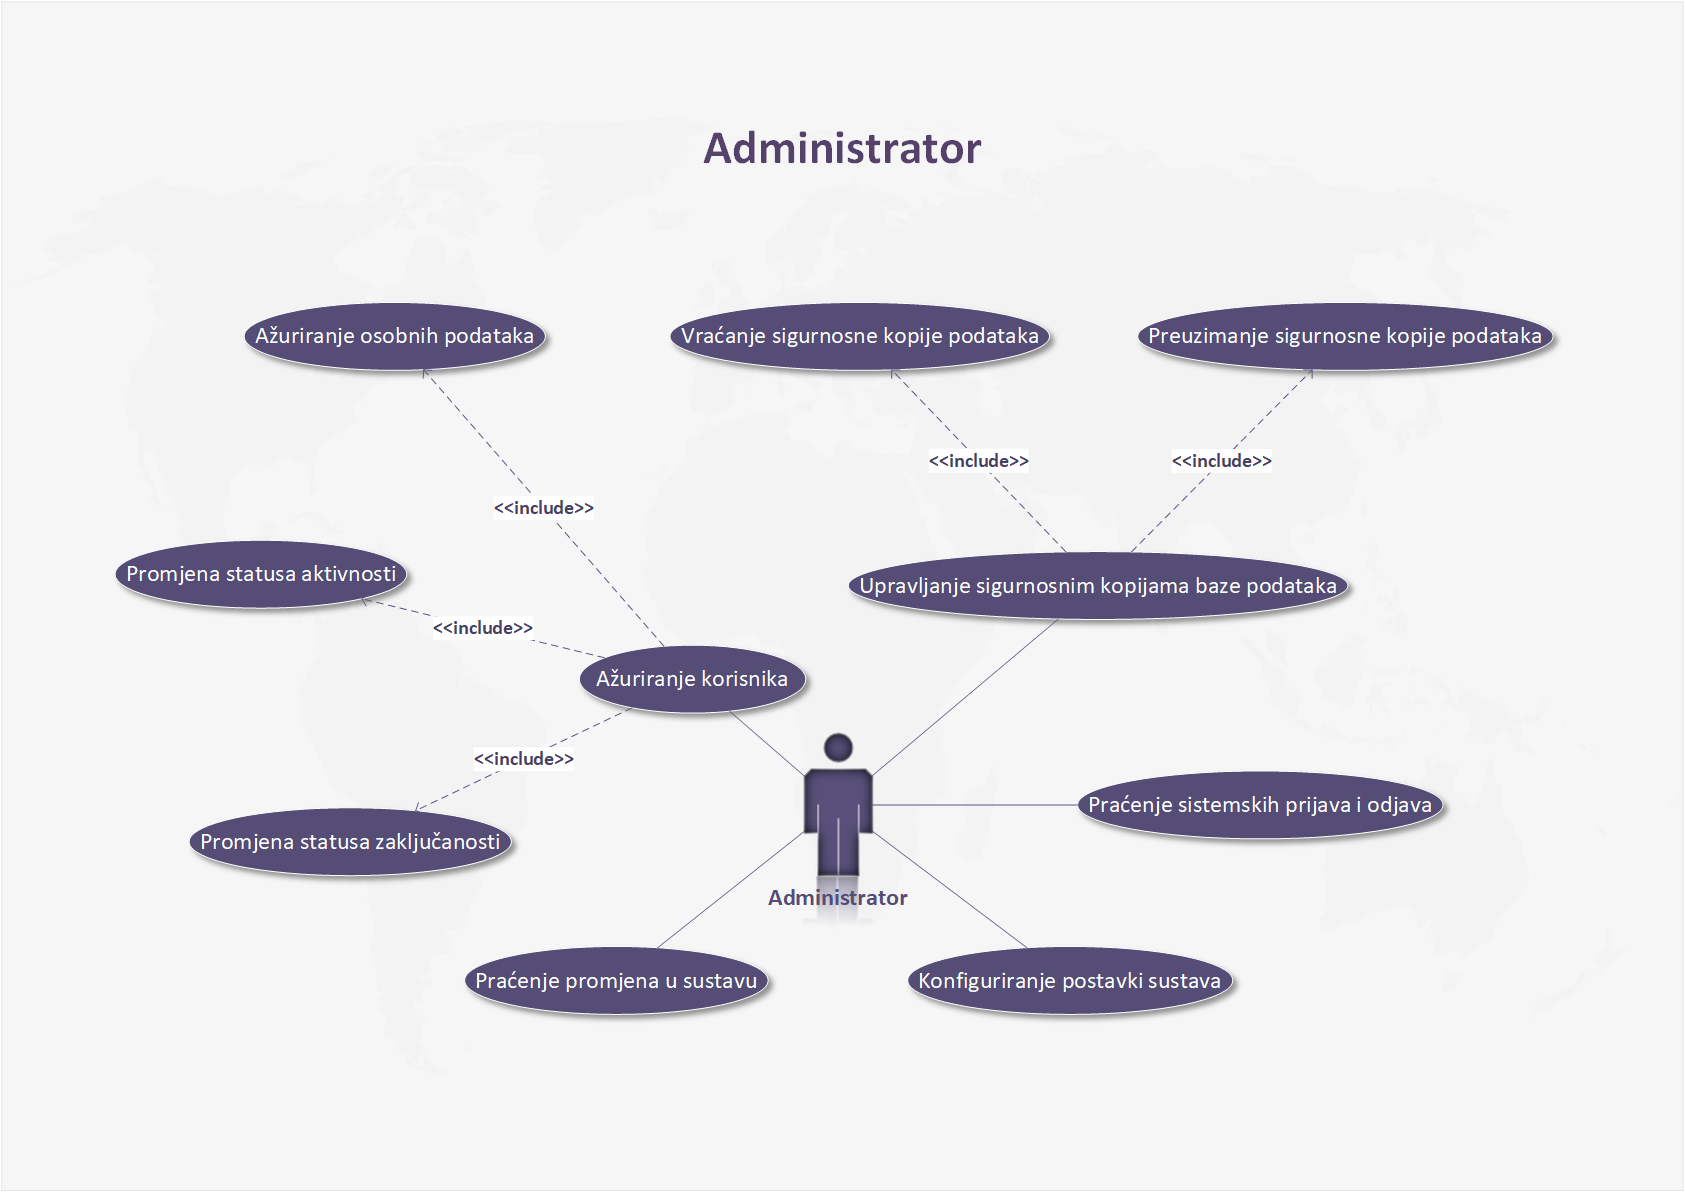 Administrator
Ažuriranje osobnih podataka
Vraćanje sigurnosne kopije podataka
Preuzimanje sigurnosne kopije podataka
<<include>>
<<include>>
<<include>>
Promjena statusa aktivnosti
Upravljanje sigurnosnim kopijama baze podataka
<<include>>
Ažuriranje korisnika
<<include>>
Praćenje sistemskih prijava i odjava
Promjena statusa zaključanosti
Administrator
Praćenje promjena u sustavu
Konfiguriranje postavki sustava